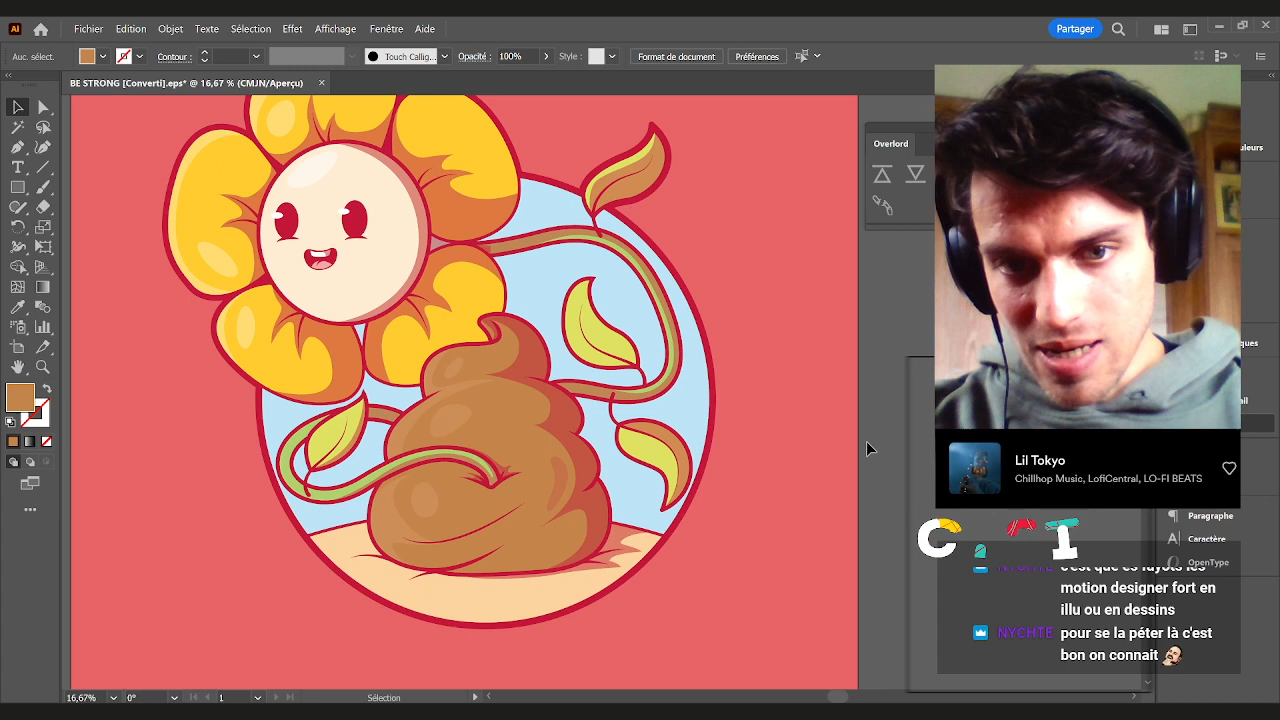 Ai
Fichier Edition Objet Texte Sélection Effet Affichage Fenêtre Aide
Partager
Auc. sélect.
Contour :
Touch Callig...
Opacité : 100%
Style :
Format de document
Préférences
BE STRONG [Converti].eps* @ 16,67 % (CMJN/Aperçu)
Overlord
uleurs
Lil Tokyo
Chillhop Music, LofiCentral, LO-FI BEATS
Paragraphe
Caractère
OpenType
NYCHTE
motion designer fort en
illu ou en dessins
NYCHTE pour se la péter là c'est
bon on connait
16,67% 0° 1 Sélection